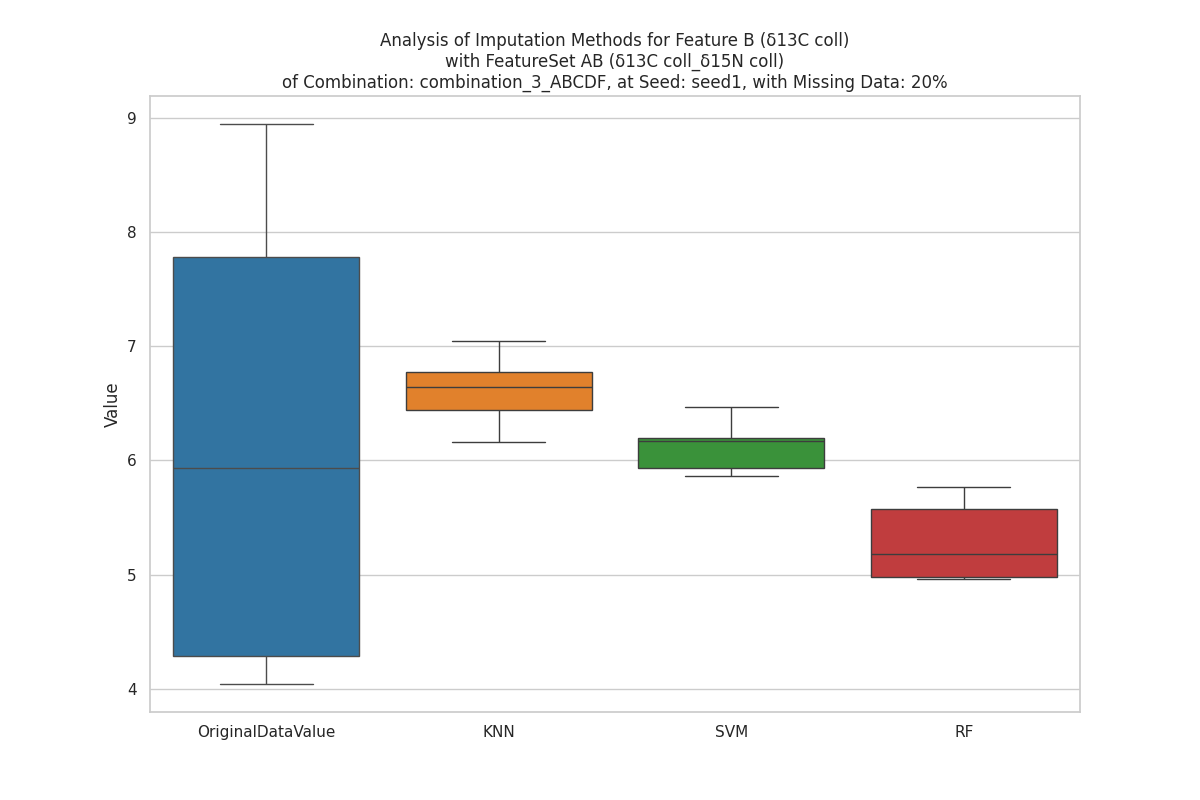 Analysis of Imputation Methods for Feature B (δ13C coll)
with FeatureSet AB (δ13C coll_δ15N coll)
of Combination: combination_3_ABCDF, at Seed: seed1, with Missing Data: 20%
9
8
7
6
5
4
Value
OriginalDataValue
KNN
SVM
RF